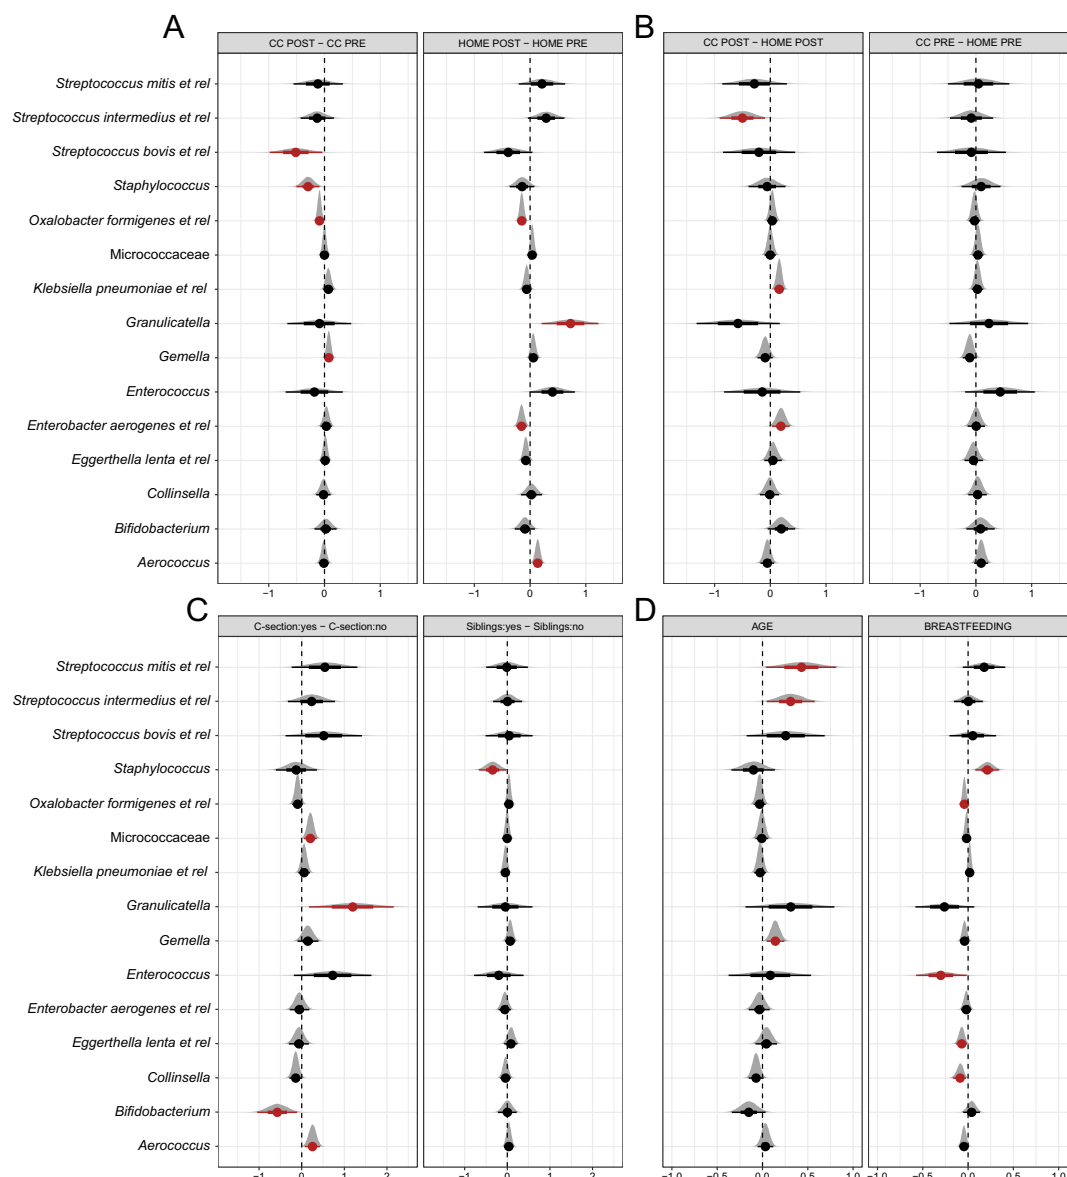 A
B
CC POST − CC PRE
HOME POST − HOME PRE
CC POST − HOME POST
CC PRE − HOME PRE
Streptococcus mitis et rel
Streptococcus intermedius et rel
Streptococcus bovis et rel
Staphylococcus
Oxalobacter formigenes et rel
Micrococcaceae
Klebsiella pneumoniae et rel
Granulicatella
Gemella
Enterococcus
Enterobacter aerogenes et rel
Eggerthella lenta et rel
Collinsella
Bifidobacterium
Aerococcus
−1 0 1 −1 0 1 −1 0 1 −1 0 1
C
D
C-section:yes − C-section:no
Siblings:yes − Siblings:no
AGE
BREASTFEEDING
Streptococcus mitis et rel
Streptococcus intermedius et rel
Streptococcus bovis et rel
Staphylococcus
Oxalobacter formigenes et rel
Micrococcaceae
Klebsiella pneumoniae et rel
Granulicatella
Gemella
Enterococcus
Enterobacter aerogenes et rel
Eggerthella lenta et rel
Collinsella
Bifidobacterium
Aerococcus
−1 0 1 2 −1 0 1 2 −1.0 −0.5 0.0 0.5 1.0 −1.0 −0.5 0.0 0.5 1.0